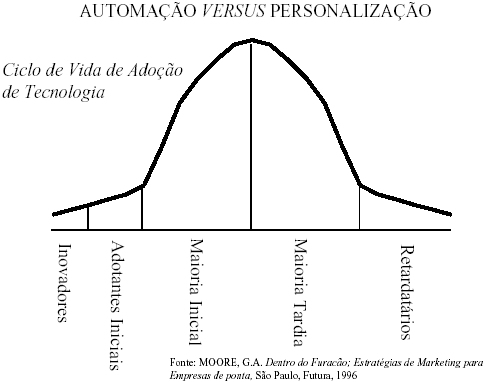 AUTOMAÇÃO VERSUS PERSONALIZAÇÃO
Ciclo de Vida de Adoção
de Tecnologia
Inovadores
Adotantes Iniciais
Maioria Inicial
Maioria Tardia
Retardatários
Fonte: MOORE, G.A. Dentro do Furacão; Estratégias de Marketing para
Empresas de ponta, São Paulo, Futura, 1996